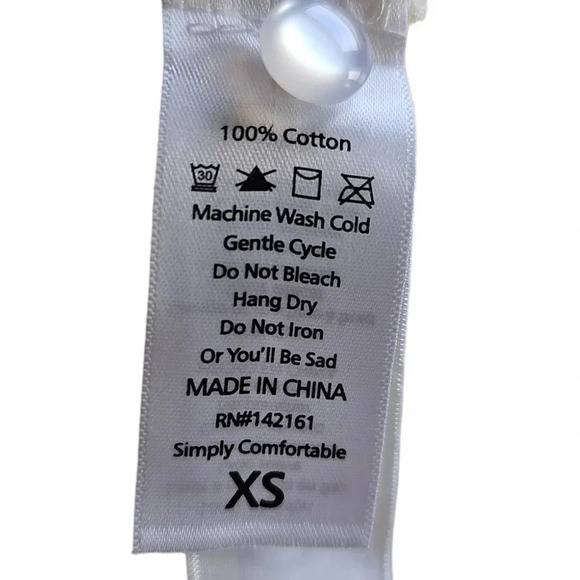 100% Cotton
30
Machine Wash Cold
Gentle Cycle
Do Not Bleach
Hang Dry
Do Not Iron
Or You'll Be Sad
MADE IN CHINA
RN#142161
Simply Comfortable
XS